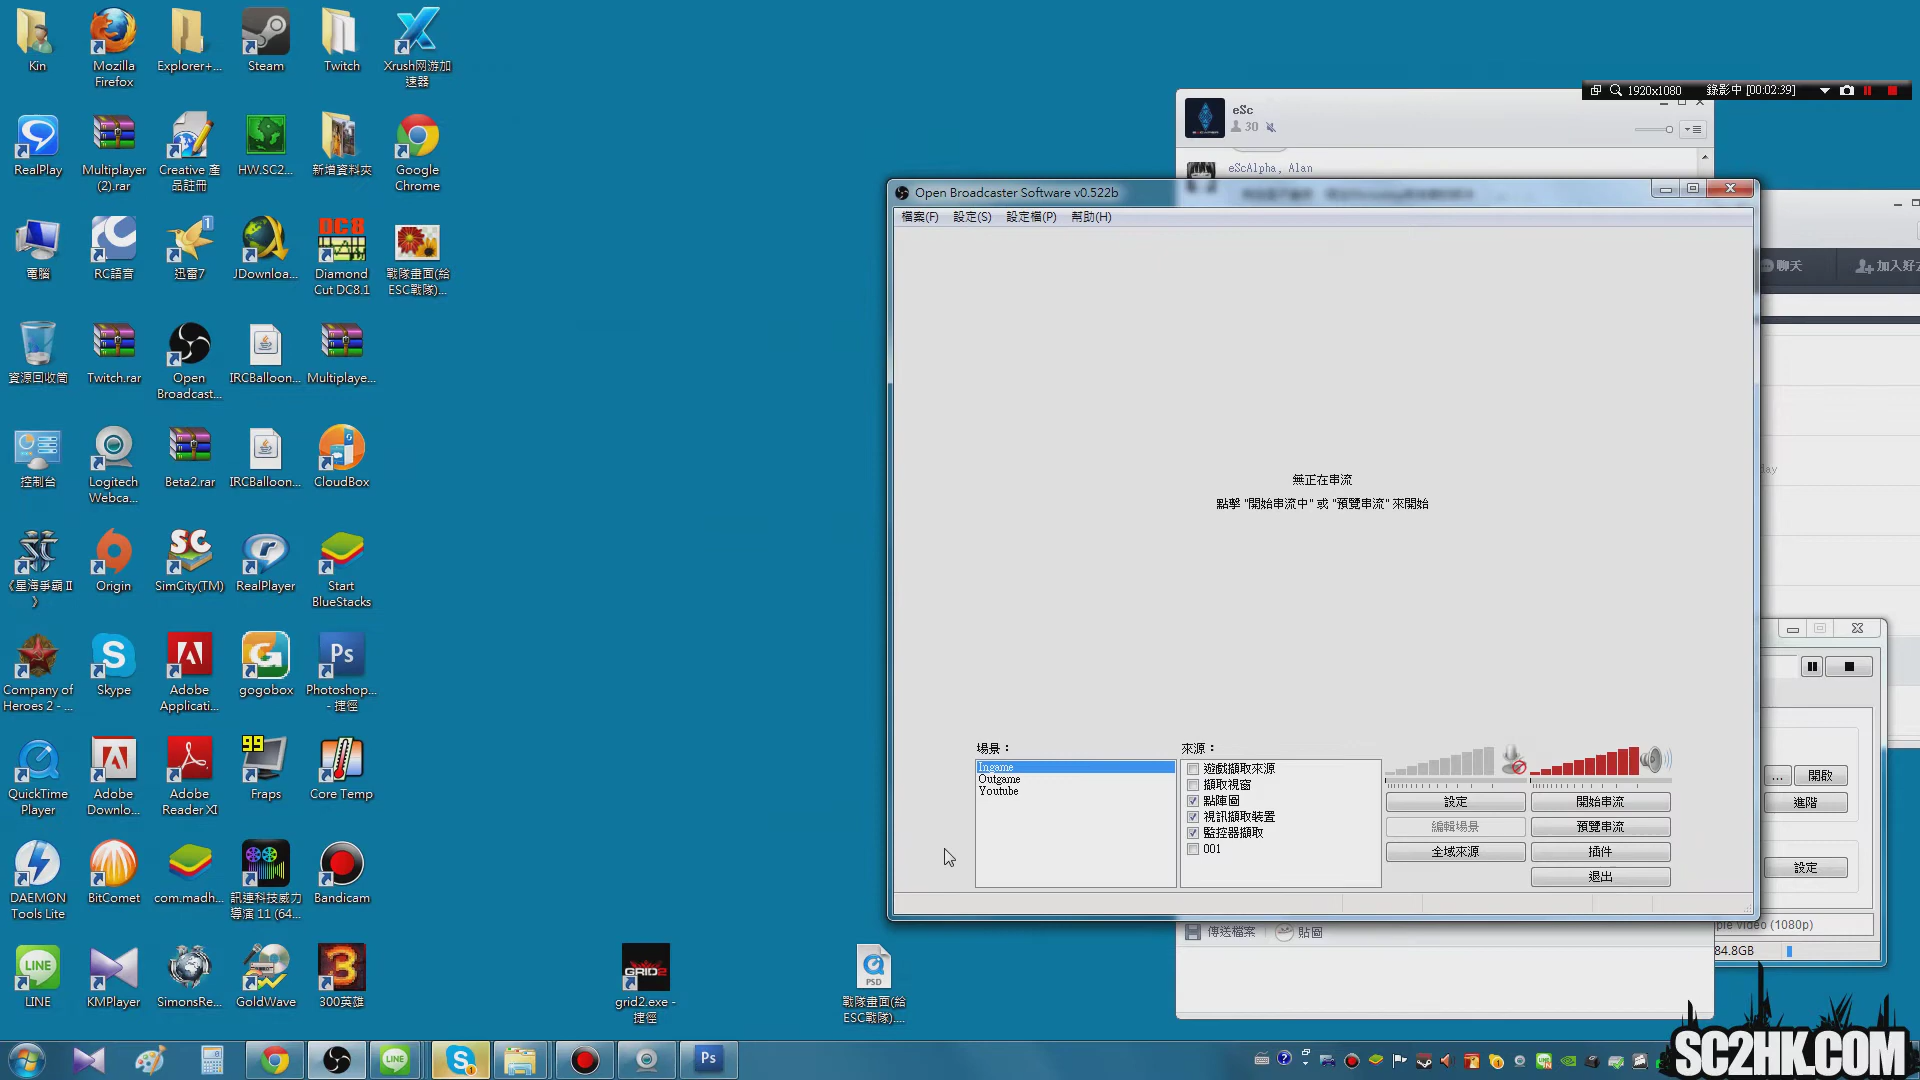 Kin
Mozilla
Firefox
Explorer+...
Steam
Twitch
Xrush网游加
速器
RealPlay
Multiplayer
(2).rar
Creative 產
品註冊
HW.SC2...
新增資料夾
Google
Chrome
電腦
RC語音
迅雷7
JDownloa...
DC8
Diamond
Cut DC8.1
戰隊畫面(給
ESC戰隊)...
資源回收筒
Twitch.rar
Open
Broadcast...
IRCBalloon...
Multiplaye...
控制台
Logitech
Webca...
Beta2.rar
IRCBalloon...
CloudBox
《星海爭霸 II
》
Origin
SC
SimCity(TM)
RealPlayer
Start
BlueStacks
Company of
Heroes 2 - ...
Skype
Adobe
Applicati...
gogobox
Ps
Photoshop...
- 捷徑
QuickTime
Player
Adobe
Downlo...
Adobe
Reader XI
99
Fraps
Core Temp
DAEMON
Tools Lite
BitComet
com.madh...
訊連科技威力
導演 11 (64...
Bandicam
LINE
LINE
KMPlayer
SimonsRe...
GoldWave
3
300英雄
GRID2
grid2.exe -
捷徑
PSD
戰隊畫面(給
ESC戰隊)....
1920x1080 錄影中 [00:02:39]
eSc
30
eScAlpha, Alan
Open Broadcaster Software v0.522b
檔案(F) 設定(S) 設定檔(P) 幫助(H)
無正在串流
點擊 "開始串流中" 或 "預覽串流" 來開始
場景：
Ingame
Outgame
Youtube
來源：
遊戲擷取來源
擷取視窗
點陣圖
視訊擷取裝置
監控器擷取
001
設定 開始串流
編輯場景 預覽串流
全域來源 插件
退出
聊天
加入好
day
... 開啟
進階
設定
ple video (1080p)
84.8GB
傳送檔案 貼圖
LINE
Ps
SC2HK.COM